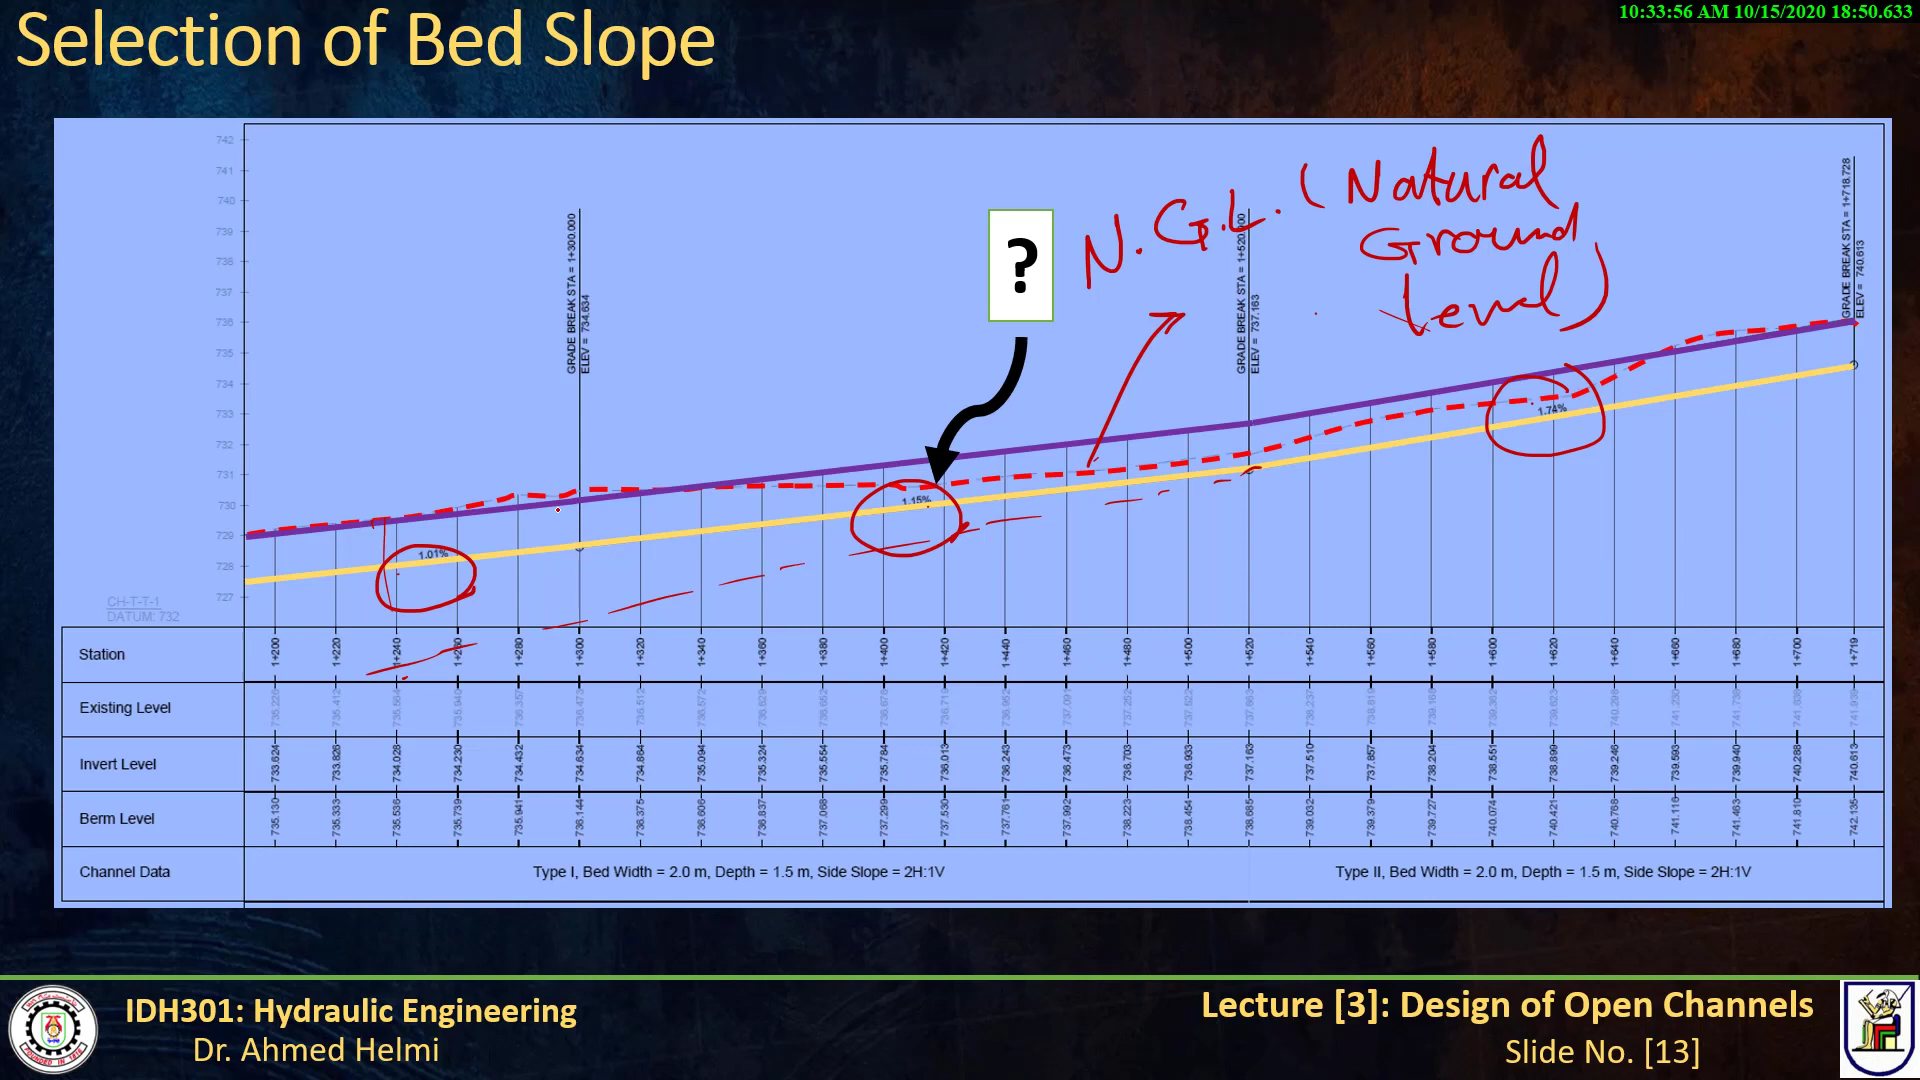 10:33:56 AM 10/15/2020 18:50.633
Selection of Bed Slope
742
741
740
739
738
737
736
735
734
733
732
731
730
729
728
727
GRADE BREAK STA = 1+300.000
ELEV = 734.634
?
N.G.L. (Natural
Ground
Level)
GRADE BREAK STA = 1+520.000
ELEV = 737.163
GRADE BREAK STA = 1+718.728
ELEV = 740.613
1.01%
1.15%
1.74%
CH-T-T-1
DATUM: 732
Station 1+200 1+220 1+240 1+260 1+280 1+300 1+320 1+340 1+360 1+380 1+400 1+420 1+440 1+460 1+480 1+500 1+520 1+540 1+560 1+580 1+600 1+620 1+640 1+660 1+680 1+700 1+719
Existing Level
Invert Level 733.624 733.826 734.028 734.230 734.432 734.634 734.864 735.094 735.324 735.554 735.784 736.013 736.243 736.473 736.703 736.933 737.163 737.510 737.857 738.204 738.551 738.899 739.246 739.593 739.940 740.288 740.613
Berm Level 735.130 735.333 735.536 735.739 735.941 736.144 736.375 736.606 736.837 737.068 737.299 737.530 737.761 737.992 738.223 738.454 738.685 739.032 739.379 739.727 740.074 740.421 740.768 741.116 741.463 741.810 742.135
Channel Data Type I, Bed Width = 2.0 m, Depth = 1.5 m, Side Slope = 2H:1V Type II, Bed Width = 2.0 m, Depth = 1.5 m, Side Slope = 2H:1V
IDH301: Hydraulic Engineering
Dr. Ahmed Helmi
Lecture [3]: Design of Open Channels
Slide No. [13]